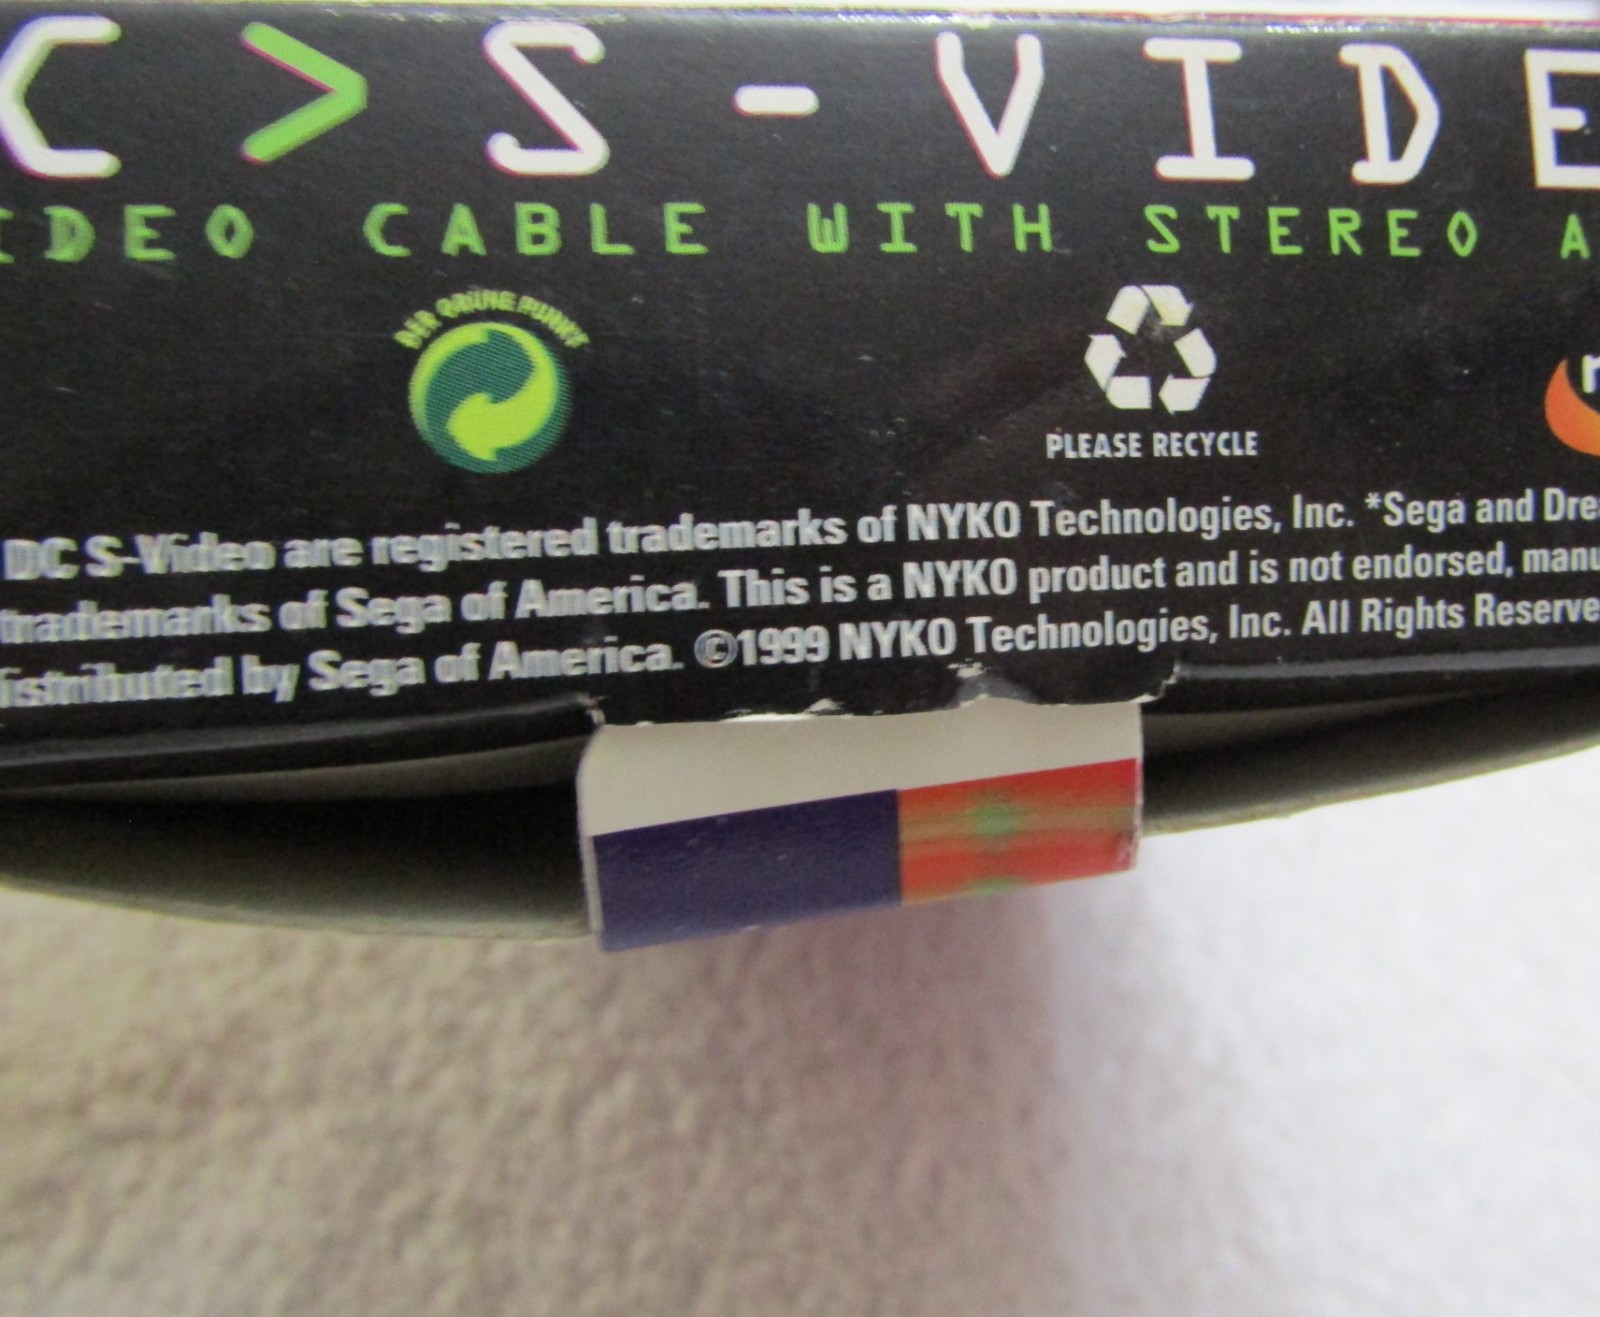 C>S-VIDE
IDEO CABLE WITH STEREO A
DER GRÜNE PUNKT
PLEASE RECYCLE
DC S-Video are registered trademarks of NYKO Technologies, Inc. *Sega and Drea
trademarks of Sega of America. This is a NYKO product and is not endorsed, manu
istributed by Sega of America. ©1999 NYKO Technologies, Inc. All Rights Reserve